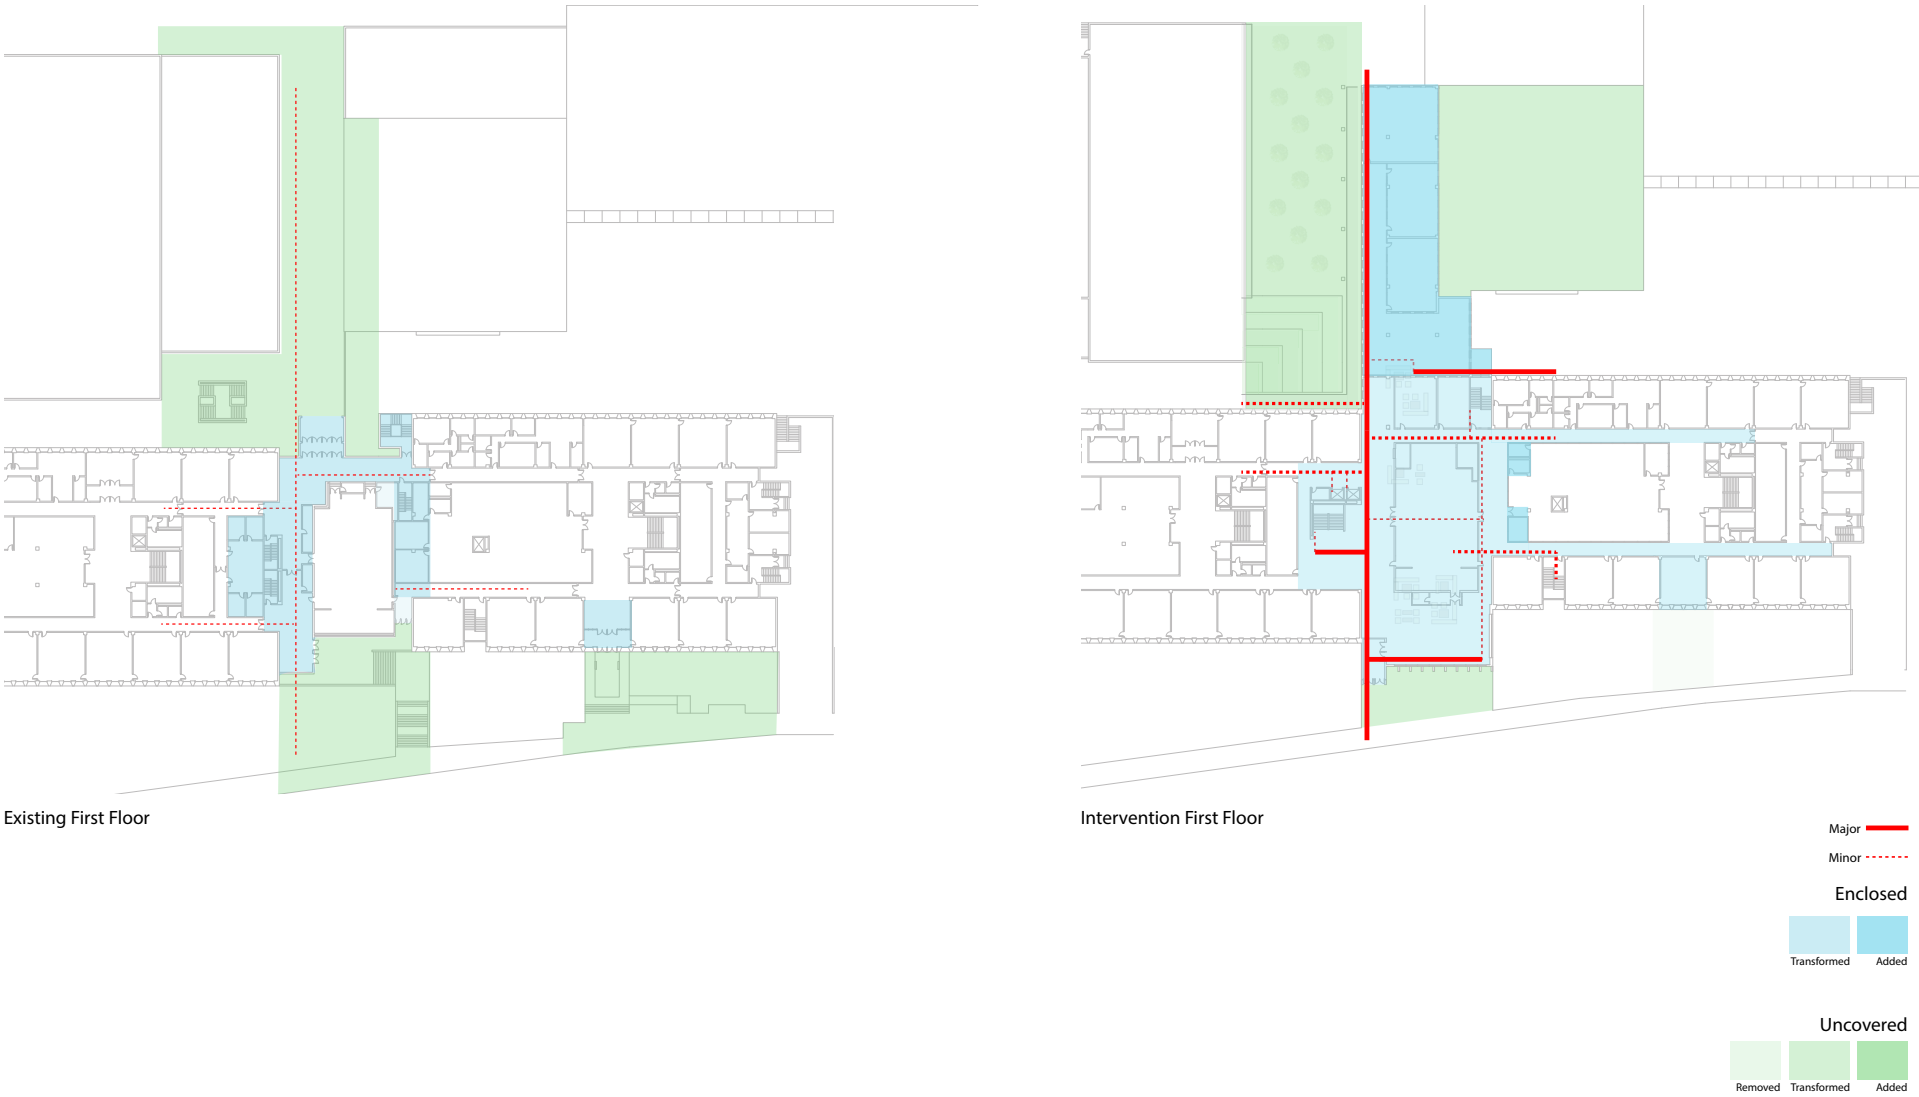 Existing First Floor
Intervention First Floor
Major
Minor
Enclosed
Transformed Added
Uncovered
Removed Transformed Added